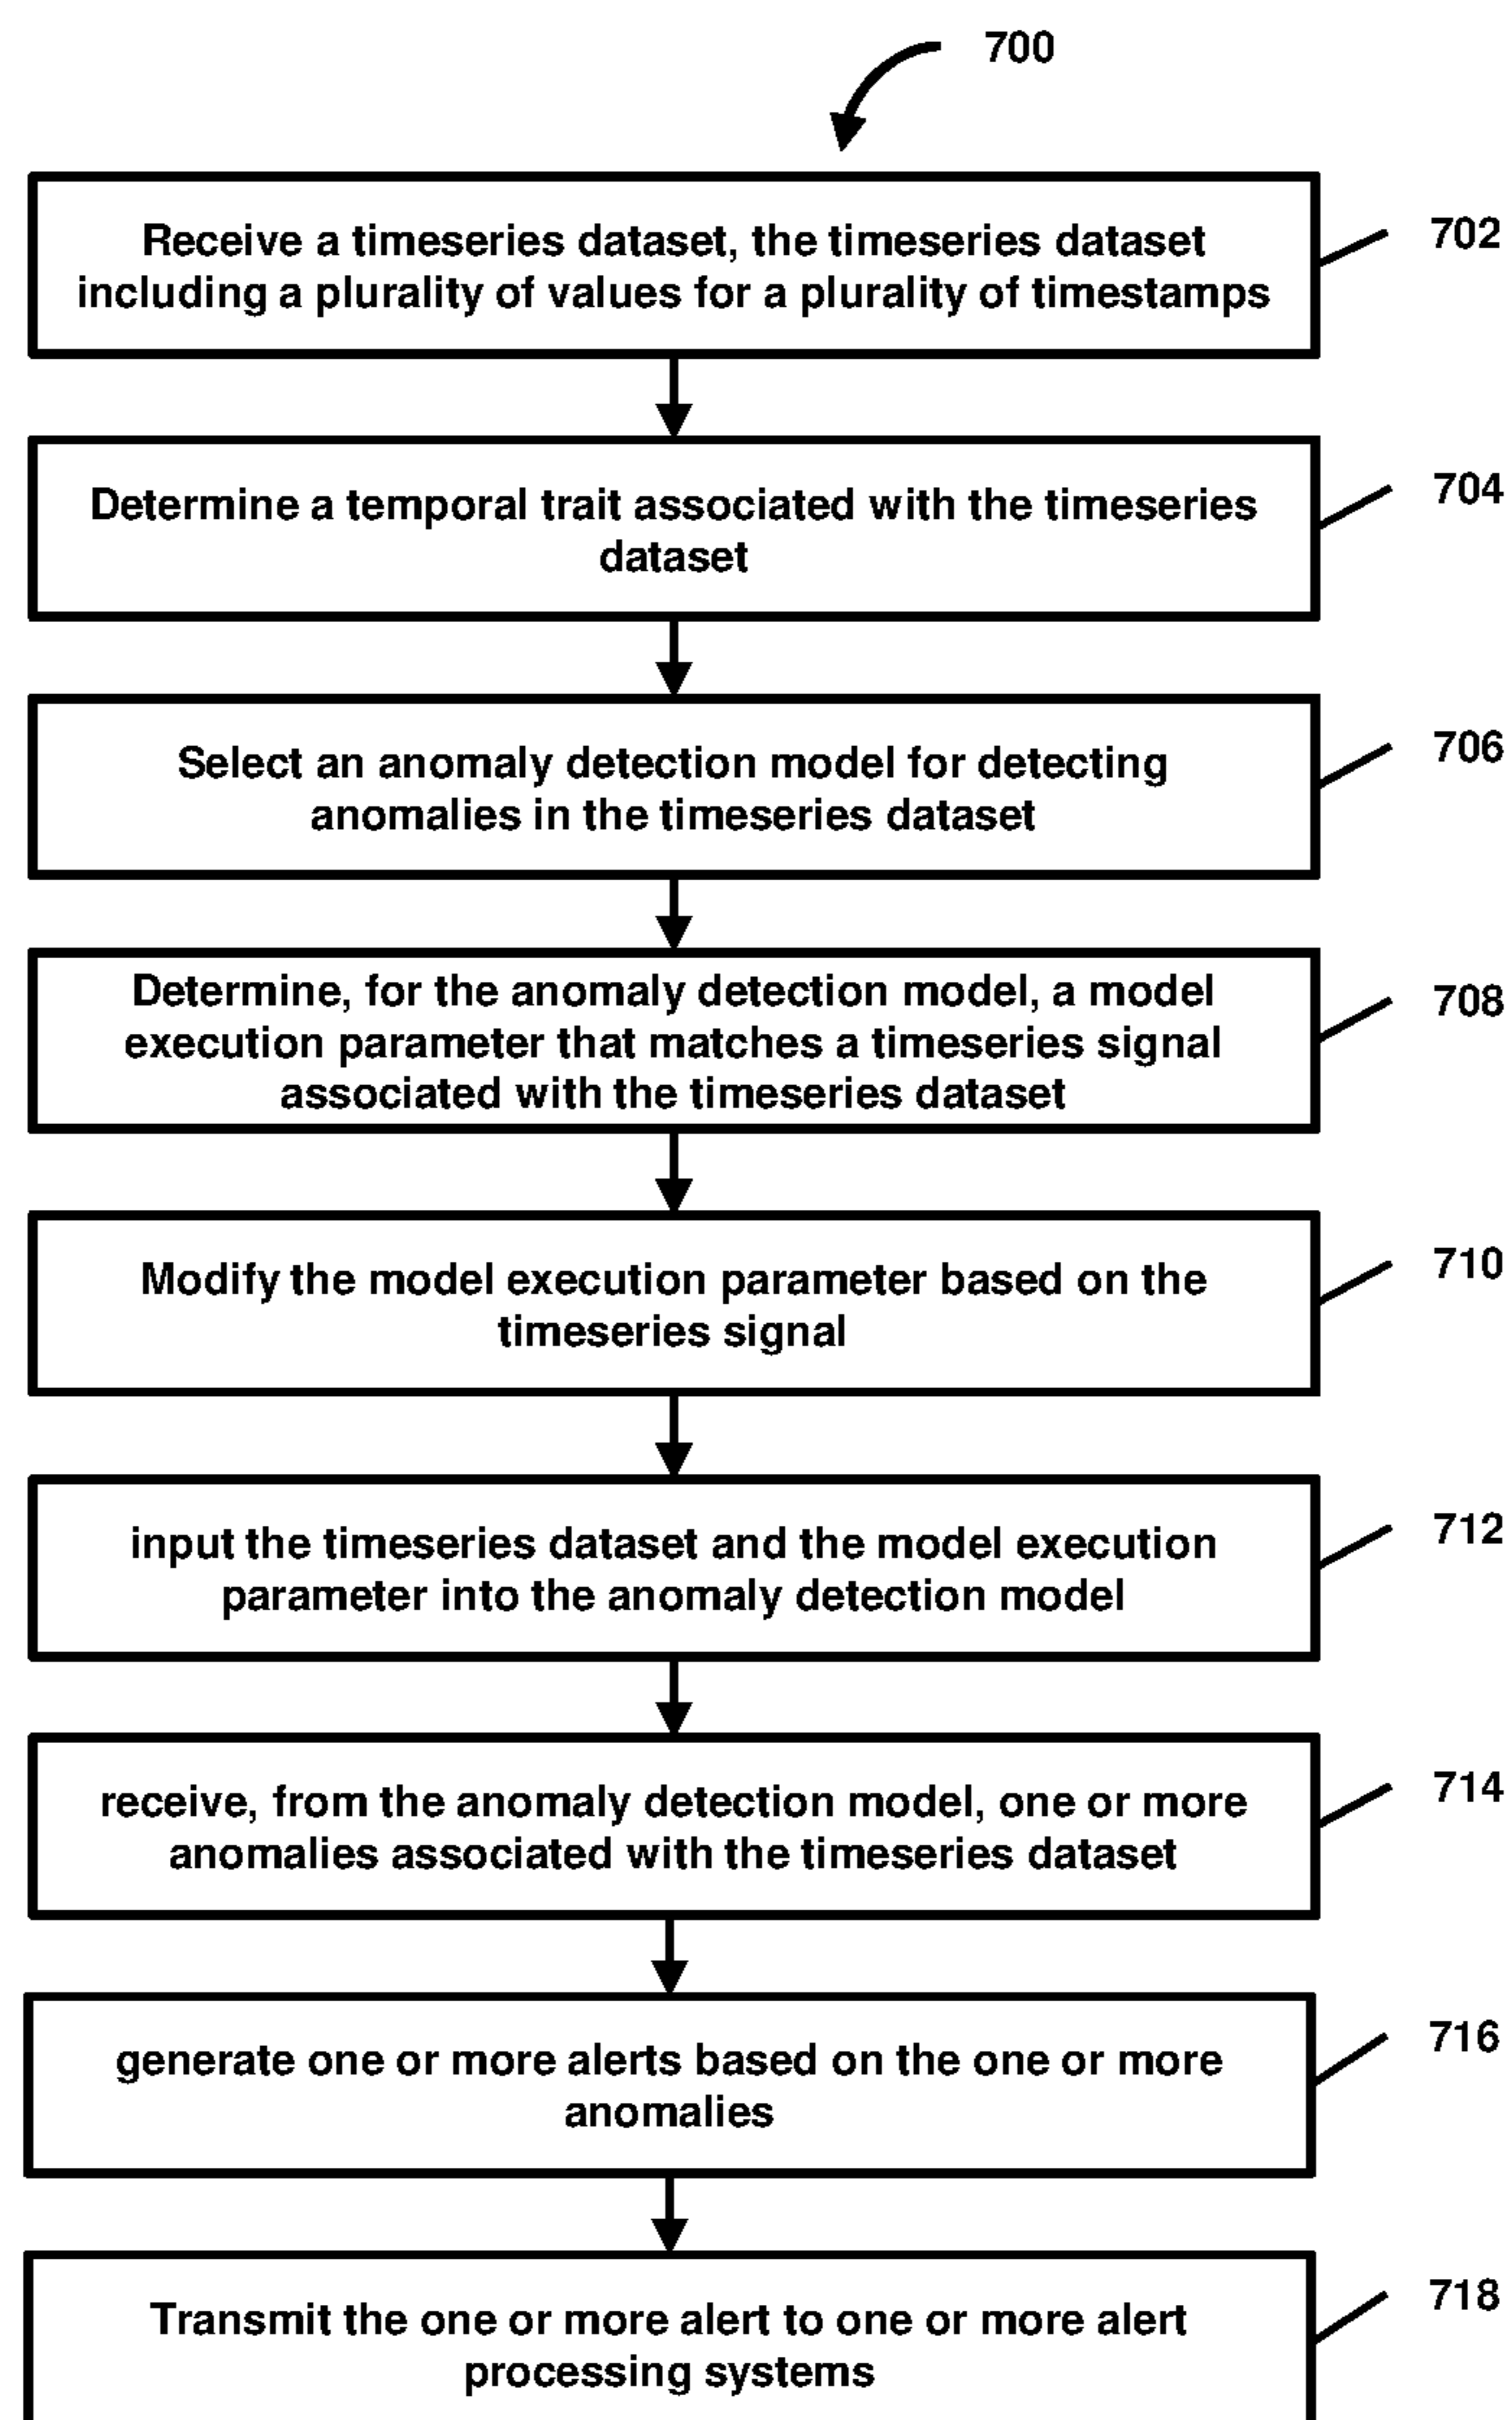 700
Receive a timeseries dataset, the timeseries dataset
including a plurality of values for a plurality of timestamps
702
Determine a temporal trait associated with the timeseries
dataset
704
Select an anomaly detection model for detecting
anomalies in the timeseries dataset
706
Determine, for the anomaly detection model, a model
execution parameter that matches a timeseries signal
associated with the timeseries dataset
708
Modify the model execution parameter based on the
timeseries signal
710
input the timeseries dataset and the model execution
parameter into the anomaly detection model
712
receive, from the anomaly detection model, one or more
anomalies associated with the timeseries dataset
714
generate one or more alerts based on the one or more
anomalies
716
Transmit the one or more alert to one or more alert
processing systems
718